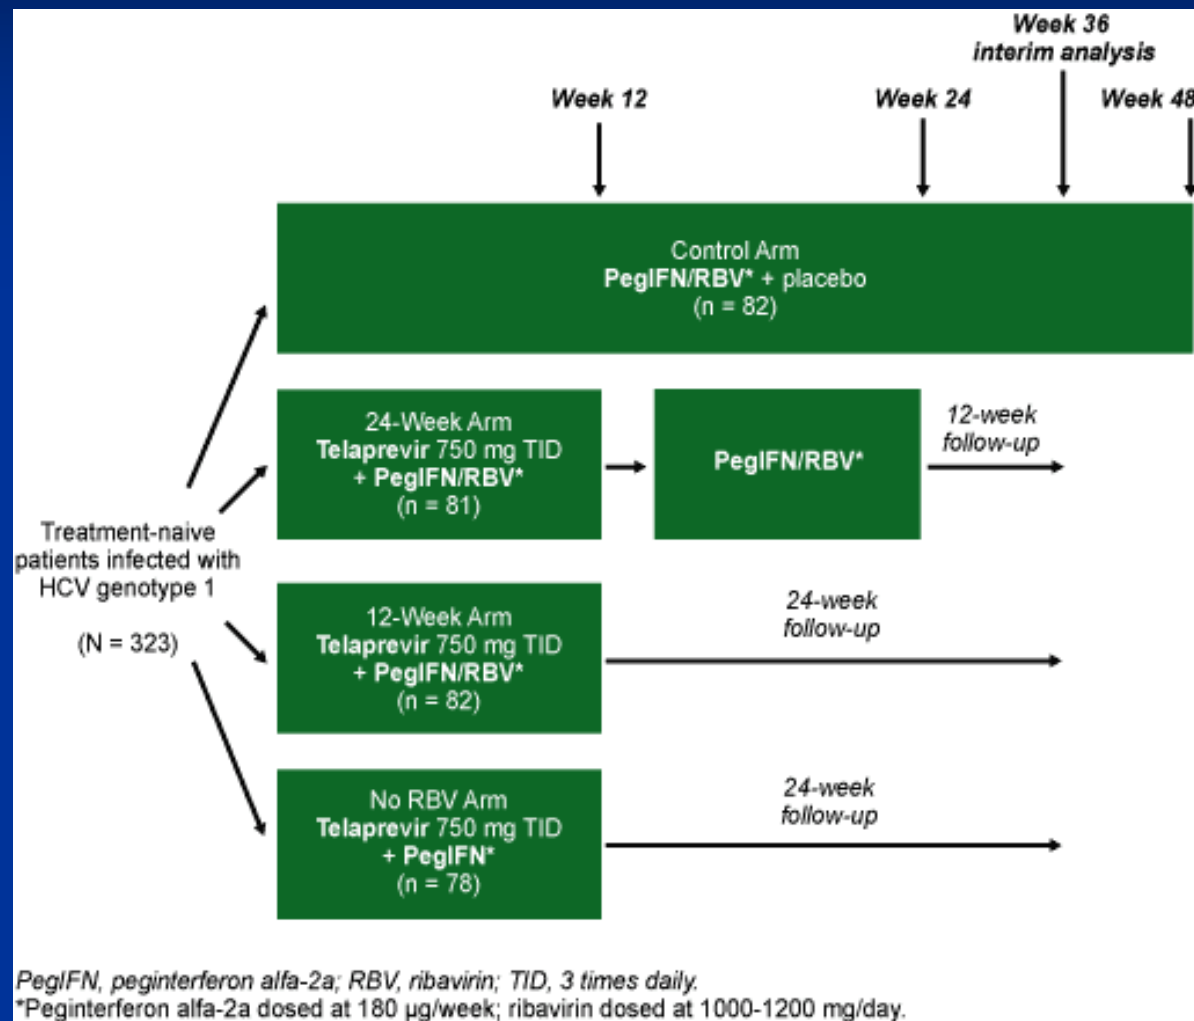 Week 36
interim analysis
Week 12
Week 24
Week 48
Control Arm
PegIFN/RBV* + placebo
(n = 82)
24-Week Arm
Telaprevir 750 mg TID
+ PegIFN/RBV*
(n = 81)
PegIFN/RBV*
12-week
follow-up
Treatment-naive
patients infected with
HCV genotype 1
(N = 323)
12-Week Arm
Telaprevir 750 mg TID
+ PegIFN/RBV*
(n = 82)
24-week
follow-up
No RBV Arm
Telaprevir 750 mg TID
+ PegIFN*
(n = 78)
24-week
follow-up
PegIFN, peginterferon alfa-2a; RBV, ribavirin; TID, 3 times daily.
*Peginterferon alfa-2a dosed at 180 µg/week; ribavirin dosed at 1000-1200 mg/day.